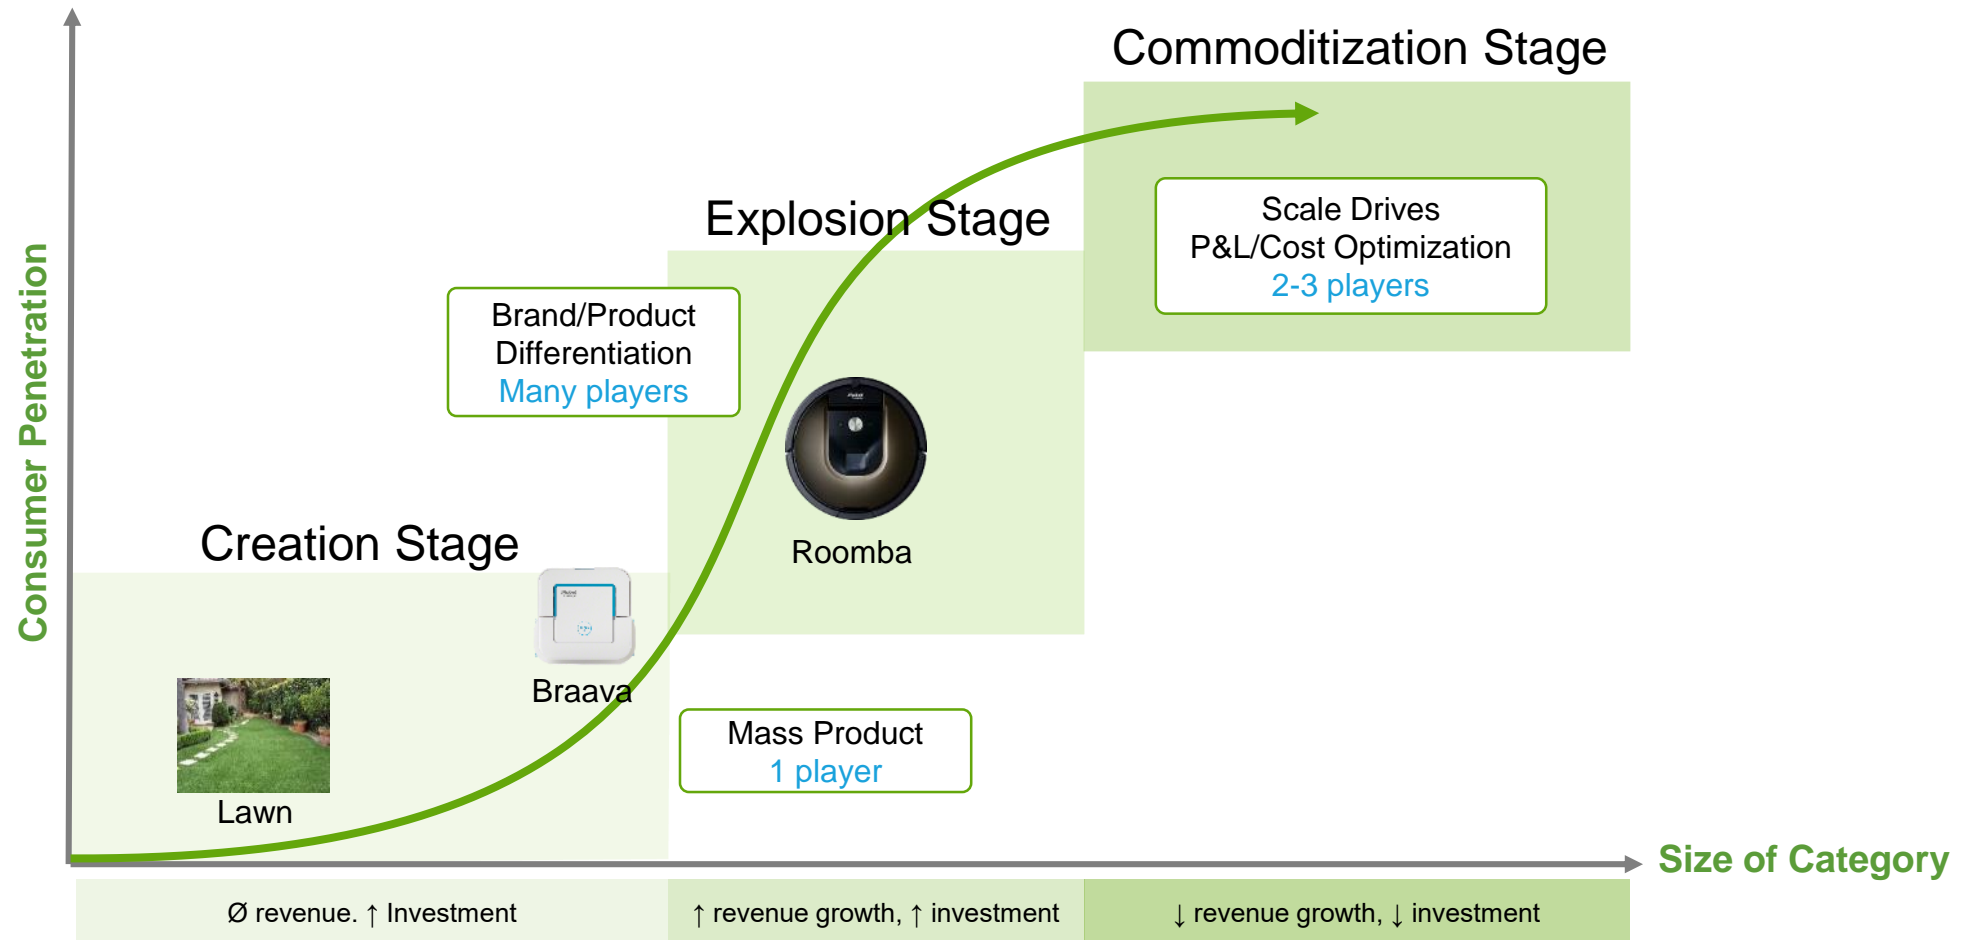 Commoditization Stage
Scale Drives
P&L/Cost Optimization
2-3 players
Explosion Stage
Brand/Product
Differentiation
Many players
Roomba
Creation Stage
Braava
Lawn
Mass Product
1 player
Consumer Penetration
Size of Category
Ø revenue. ↑ Investment
↑ revenue growth, ↑ investment
↓ revenue growth, ↓ investment